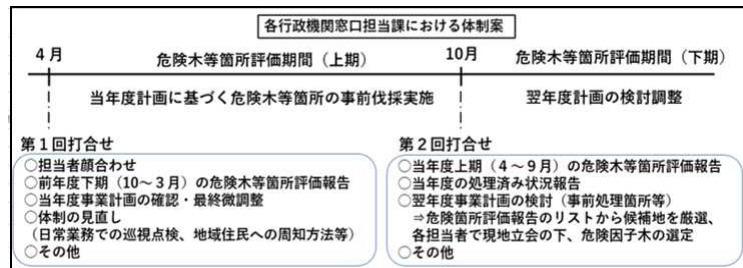 各行政機関窓口担当課における体制案
4月 危険木等箇所評価期間（上期） 10月 危険木等箇所評価期間（下期）
当年度計画に基づく危険木等箇所の事前伐採実施 翌年度計画の検討調整
第1回打合せ
○担当者顔合わせ
○前年度下期（10～3月）の危険木等箇所評価報告
○当年度事業計画の確認・最終微調整
○体制の見直し
（日常業務での巡視点検、地域住民への周知方法等）
○その他
第2回打合せ
○当年度上期（4～9月）の危険木等箇所評価報告
○当年度の処理済み状況報告
○翌年度事業計画の検討（事前処理箇所等）
⇒危険箇所評価報告のリストから候補地を厳選、
各担当者で現地立会の下、危険因子木の選定
○その他